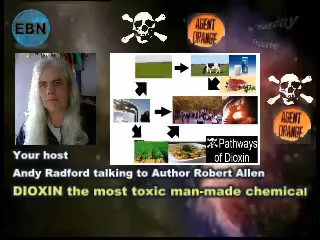 EBN
AGENT
ORANGE
AGENT
ORANGE
Pathways
of Dioxin
Your host
Andy Radford talking to Author Robert Allen
DIOXIN the most toxic man-made chemical